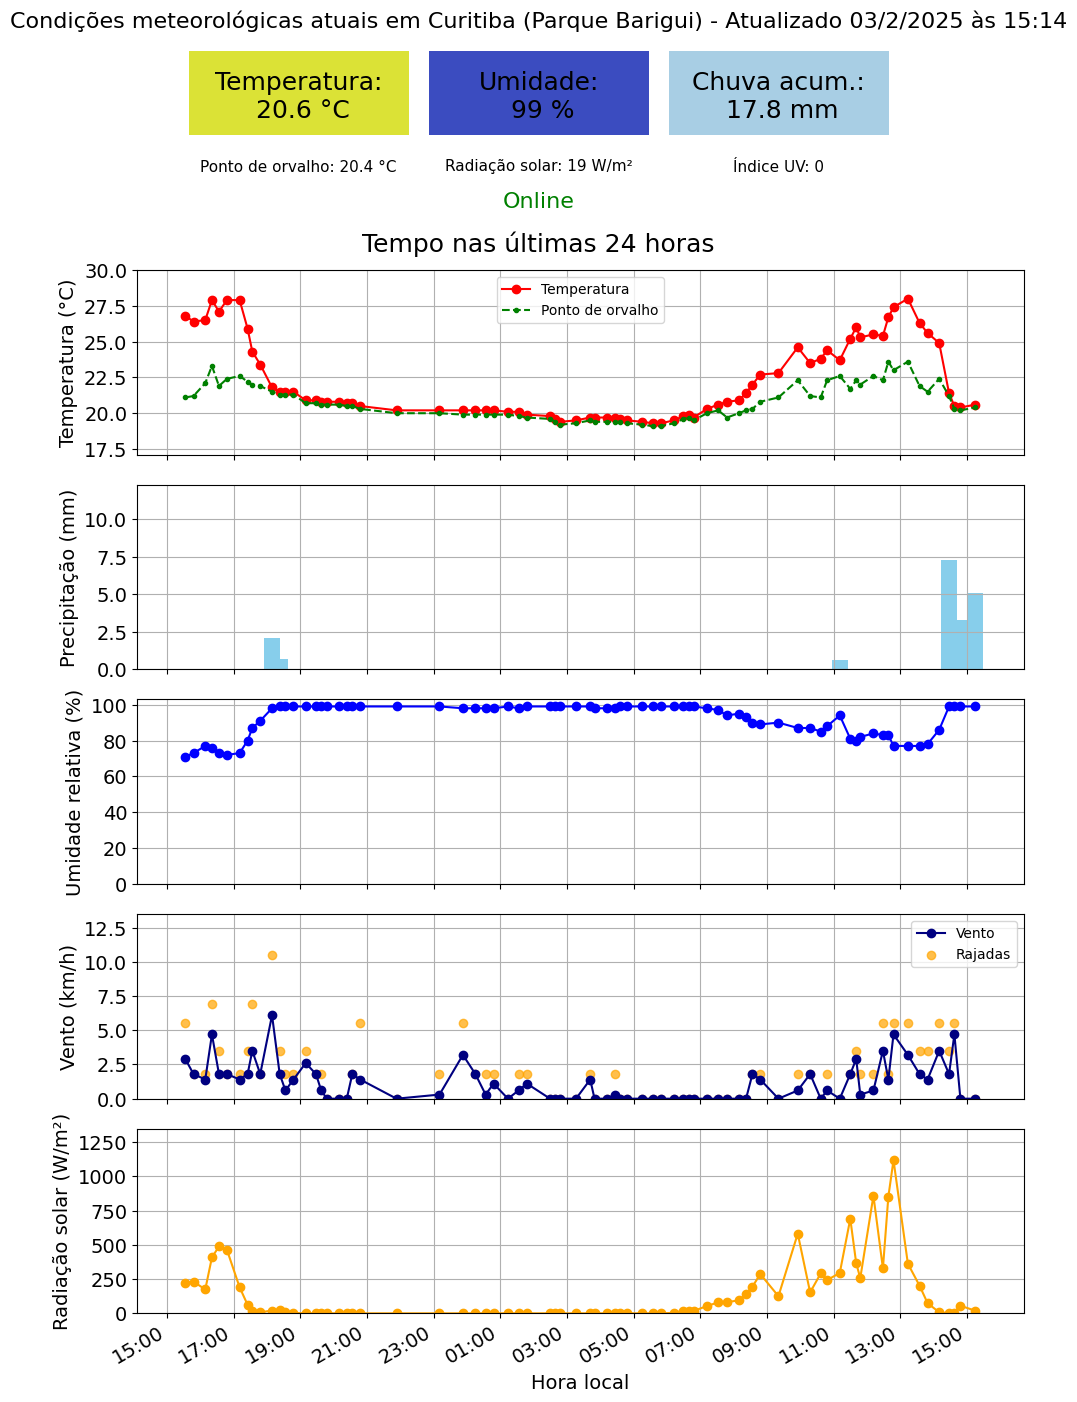 Condições meteorológicas atuais em Curitiba (Parque Barigui) - Atualizado 03/2/2025 às 15:14
Temperatura:
20.6 °C
Umidade:
99 %
Chuva acum.:
17.8 mm
Ponto de orvalho: 20.4 °C
Radiação solar: 19 W/m²
Índice UV: 0
Online
Tempo nas últimas 24 horas
Temperatura (°C)
30.0
27.5
25.0
22.5
20.0
17.5
Temperatura
Ponto de orvalho
Precipitação (mm)
10.0
7.5
5.0
2.5
0.0
Umidade relativa (%)
100
80
60
40
20
0
Vento (km/h)
12.5
10.0
7.5
5.0
2.5
0.0
Vento
Rajadas
Radiação solar (W/m²)
1250
1000
750
500
250
0
15:00
17:00
19:00
21:00
23:00
01:00
03:00
05:00
07:00
09:00
11:00
13:00
15:00
Hora local